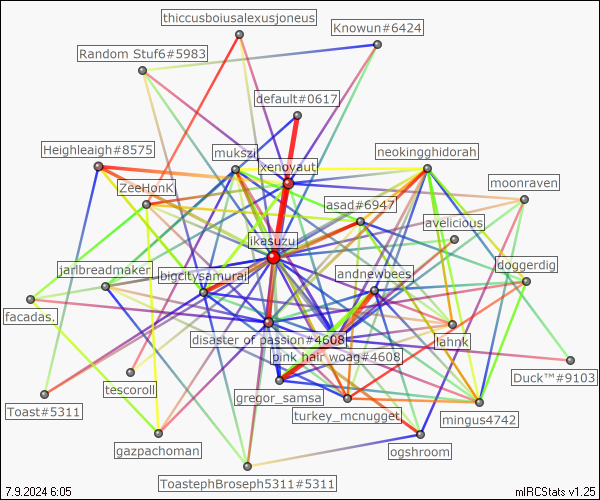 thiccusboiusalexusjoneus
Knowun#6424
Random Stuf6#5983
default#0617
Heighleaigh#8575
mukszi
neokingghidorah
xenovaut
ZeeHonK
moonraven
asad#6947
avelicious
ikasuzu
jarlbreadmaker
bigcitysamurai
andnewbees
doggerdig
facadas.
disaster of passion#4608
lahnk
pink hair woag#4608
Duck™#9103
tescoroll
gregor_samsa
Toast#5311
turkey_mcnugget
mingus4742
gazpachoman
ogshroom
ToastephBroseph5311#5311
7.9.2024 6:05
mIRCStats v1.25